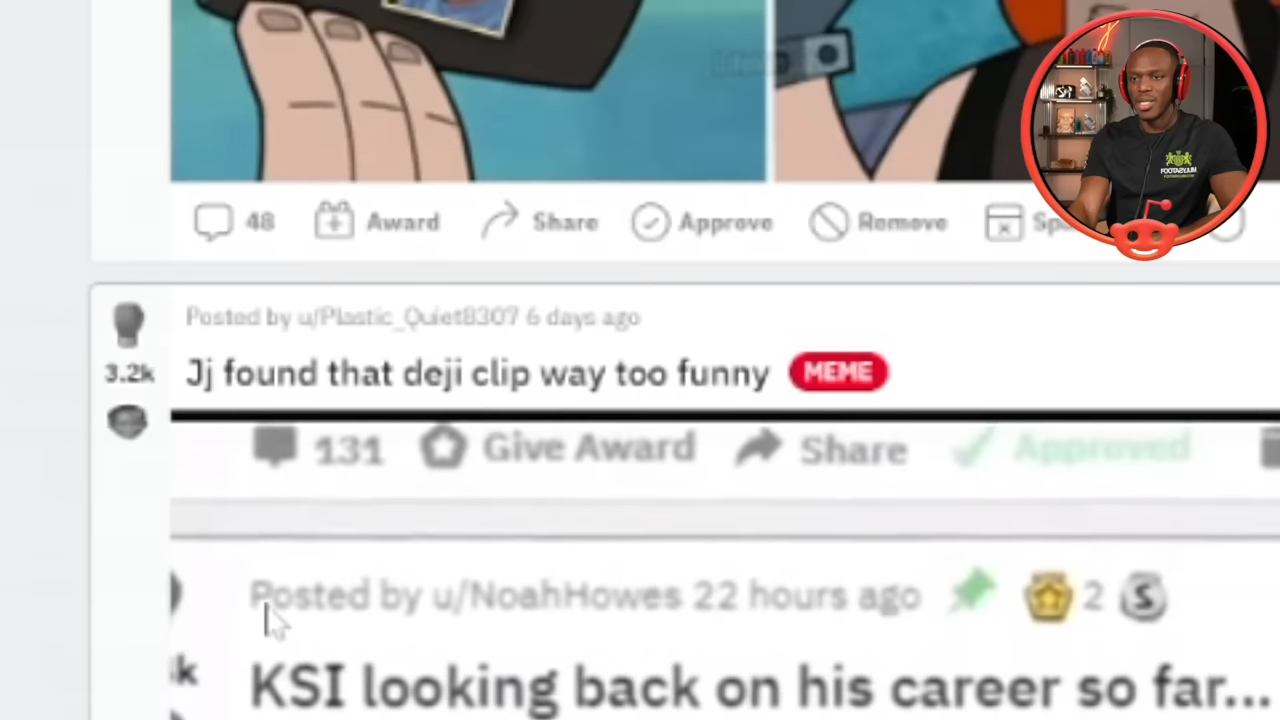 48 Award Share Approve Remove
FOOTASYLUM
Posted by u/Plastic_Quiet8307 6 days ago
3.2k
Jj found that deji clip way too funny MEME
131 Give Award Share Approved
Posted by u/NoahHowes 22 hours ago 2 S
k
KSI looking back on his career so far...